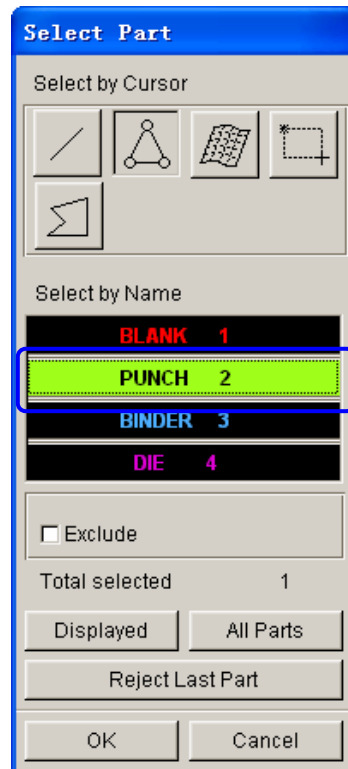 Select Part
Select by Cursor
Select by Name
BLANK 1
PUNCH 2
BINDER 3
DIE 4
Exclude
Total selected 1
Displayed All Parts
Reject Last Part
OK Cancel